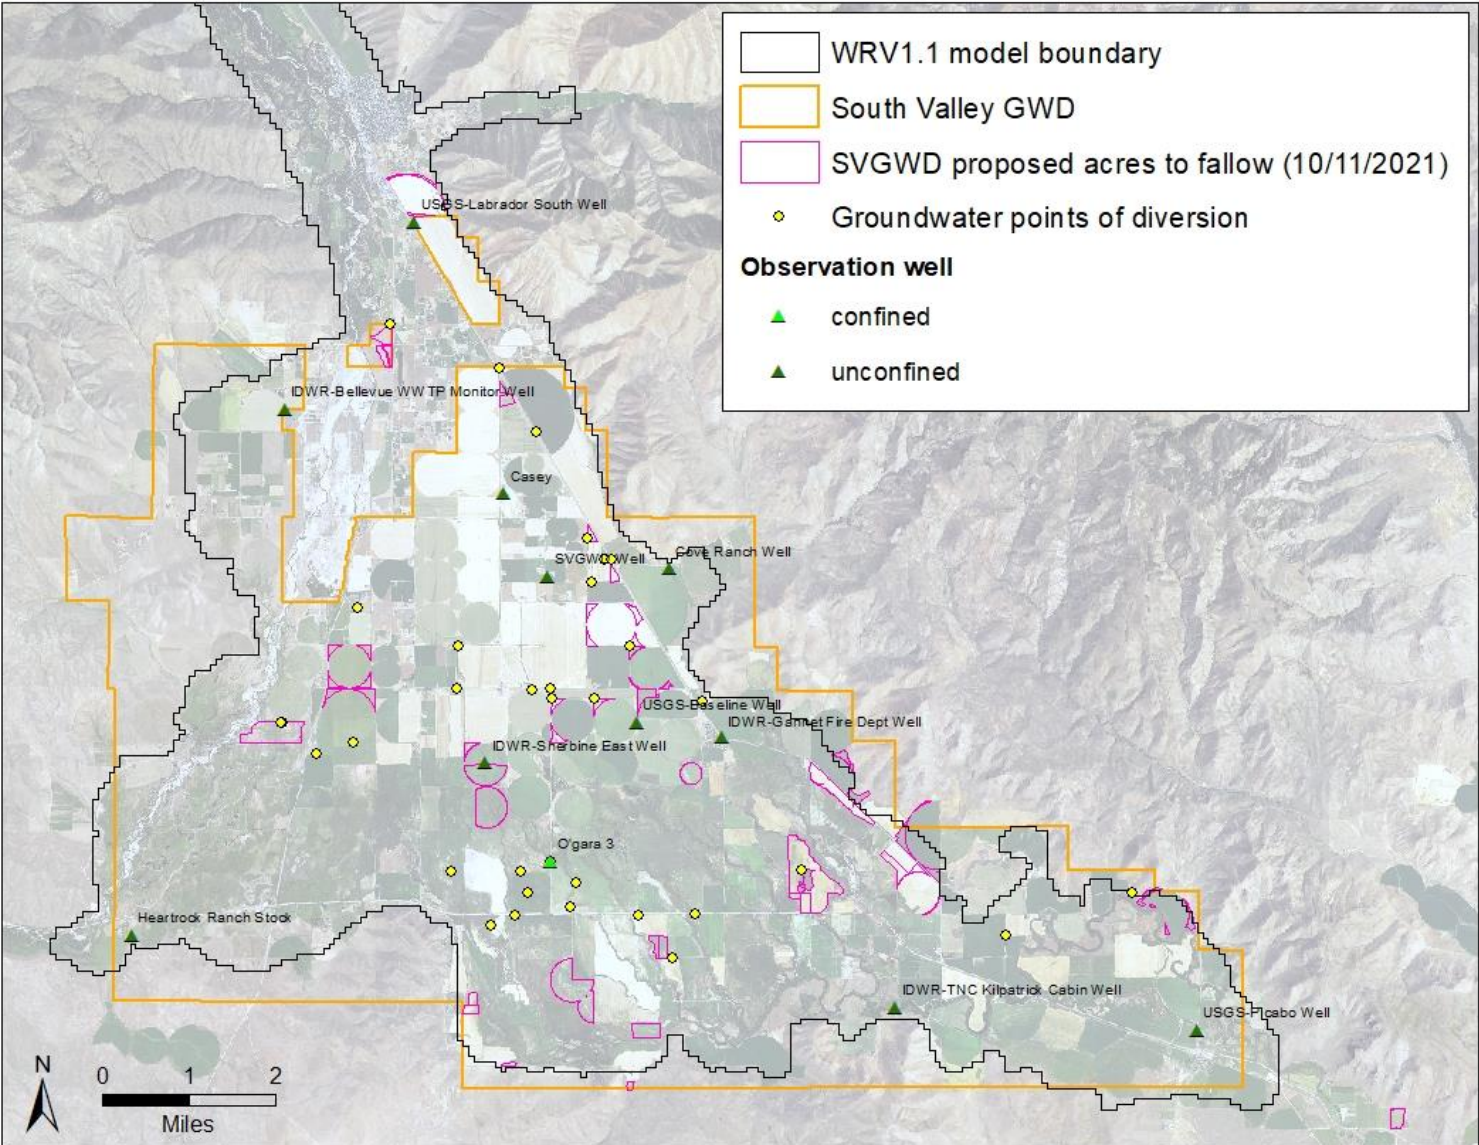 WRV1.1 model boundary
South Valley GWD
SVGWD proposed acres to fallow (10/11/2021)
Groundwater points of diversion
Observation well
confined
unconfined
USGS-Labrador South Well
IDWR-Bellevue WWTP Monitor Well
Casey
SVGWD Well
Cove Ranch Well
USGS-Baseline Well
IDWR-Gannet Fire Dept Well
IDWR-Sherbine East Well
O'gara 3
Heartrock Ranch Stock
IDWR-TNC Kilpatrick Cabin Well
USGS-Picabo Well
N
0 1 2
Miles